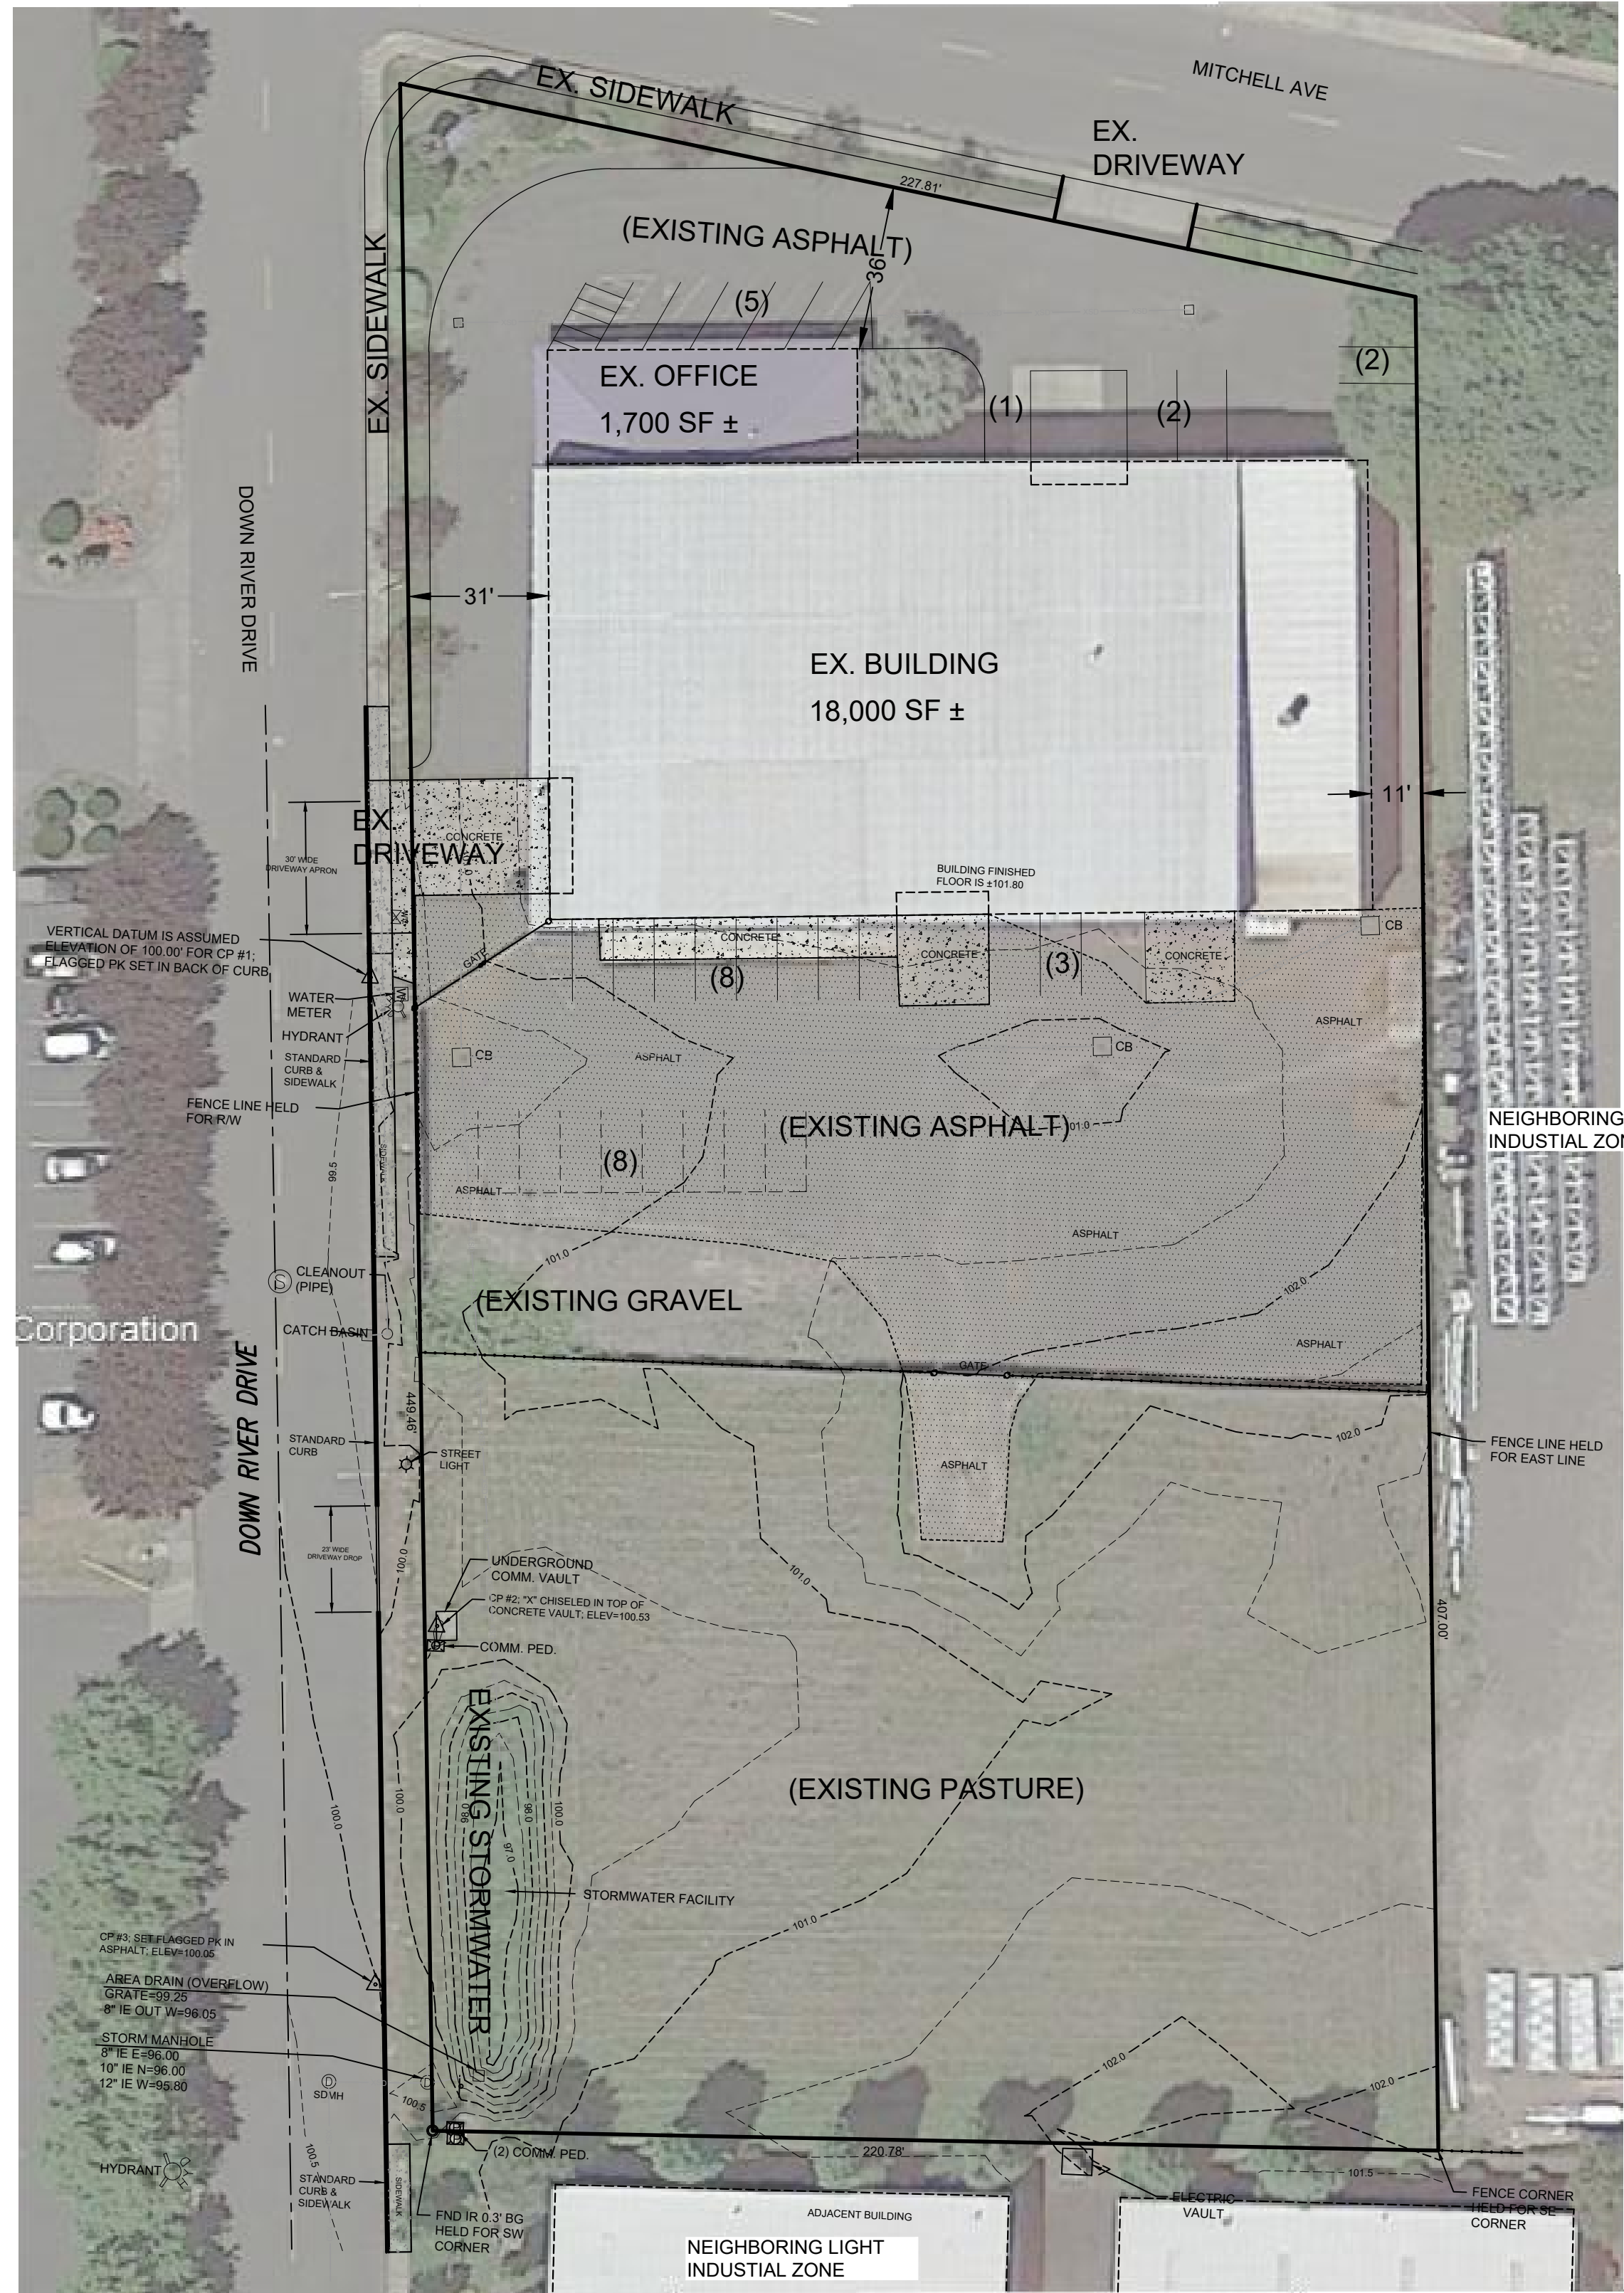 MITCHELL AVE
EX. SIDEWALK
EX.
DRIVEWAY
227.81'
(EXISTING ASPHALT)
36'
EX. SIDEWALK
(5)
(2)
EX. OFFICE
1,700 SF ±
(1)
(2)
DOWN RIVER DRIVE
31'
EX. BUILDING
18,000 SF ±
11'
EX.
DRIVEWAY
CONCRETE
30' WIDE
DRIVEWAY APRON
BUILDING FINISHED
FLOOR IS ±101.80
VERTICAL DATUM IS ASSUMED
ELEVATION OF 100.00' FOR CP #1;
FLAGGED PK SET IN BACK OF CURB
GATE
CONCRETE
CONCRETE
CONCRETE
CB
(8)
(3)
WATER
METER
HYDRANT
ASPHALT
STANDARD
CURB &
SIDEWALK
CB
ASPHALT
CB
FENCE LINE HELD
FOR R/W
(EXISTING ASPHALT)
101.0
NEIGHBORING
INDUSTIAL ZO
99.5
SIDEWALK
(8)
ASPHALT
ASPHALT
101.0
CLEANOUT
(PIPE)
S
102.0
(EXISTING GRAVEL
Corporation
CATCH BASIN
ASPHALT
GATE
DOWN RIVER DRIVE
449.46'
STANDARD
CURB
STREET
LIGHT
102.0
FENCE LINE HELD
FOR EAST LINE
ASPHALT
23' WIDE
DRIVEWAY DROP
100.0
UNDERGROUND
COMM. VAULT
101.0
CP #2; "X" CHISELED IN TOP OF
CONCRETE VAULT; ELEV=100.53
407.00'
COMM. PED.
EXISTING STORMWATER
(EXISTING PASTURE)
100.0
100.0
98.0
98.0
100.0
97.0
STORMWATER FACILITY
101.0
CP #3; SET FLAGGED PK IN
ASPHALT; ELEV=100.05
AREA DRAIN (OVERFLOW)
GRATE=99.25
8" IE OUT W=96.05
STORM MANHOLE
8" IE E=96.00
10" IE N=96.00
12" IE W=95.80
D
SDMH
D
100.5
102.0
102.0
100.5
HYDRANT
(2) COMM. PED.
220.78'
101.5
STANDARD
CURB &
SIDEWALK
SIDEWALK
FND IR 0.3' BG
HELD FOR SW
CORNER
ADJACENT BUILDING
ELECTRIC
VAULT
FENCE CORNER
HELD FOR SE
CORNER
NEIGHBORING LIGHT
INDUSTIAL ZONE